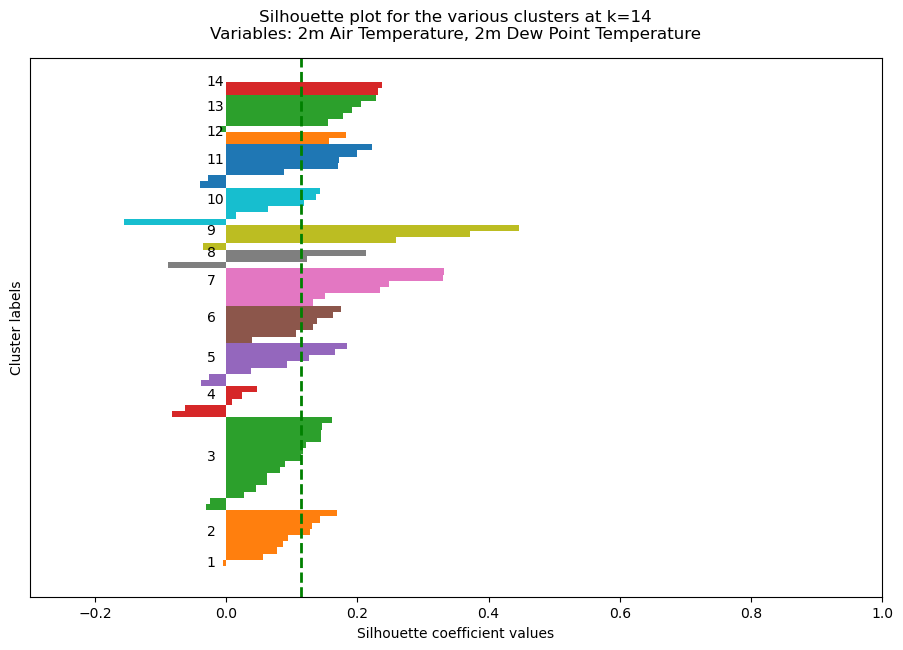 Silhouette plot for the various clusters at k=14
Variables: 2m Air Temperature, 2m Dew Point Temperature
14
13
12
11
10
9
8
7
6
5
4
3
2
1
Cluster labels
−0.2 0.0 0.2 0.4 0.6 0.8 1.0
Silhouette coefficient values